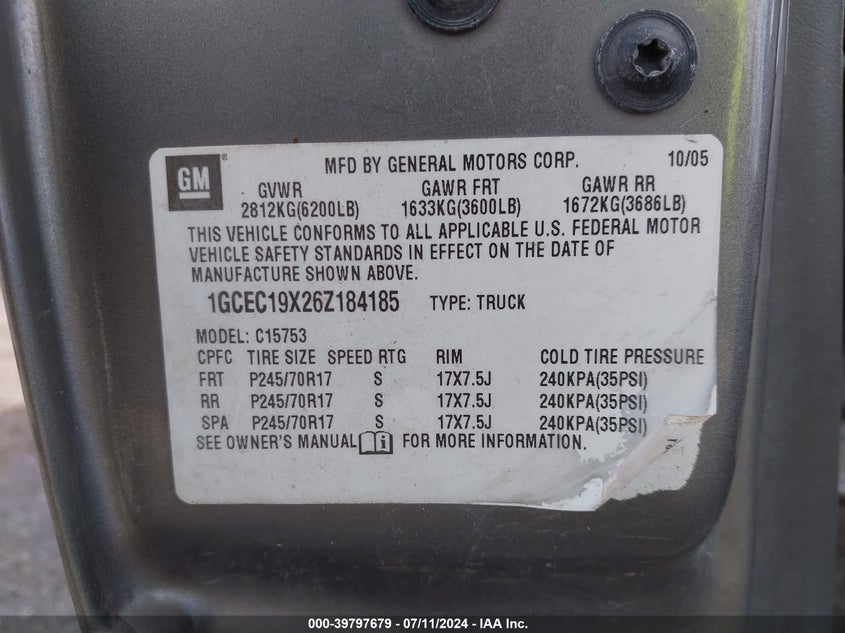 GM ® MFD BY GENERAL MOTORS CORP. 10/05
GVWR GAWR FRT GAWR RR
2812KG(6200LB) 1633KG(3600LB) 1672KG(3686LB)
THIS VEHICLE CONFORMS TO ALL APPLICABLE U.S. FEDERAL MOTOR
VEHICLE SAFETY STANDARDS IN EFFECT ON THE DATE OF
MANUFACTURE SHOWN ABOVE.
1GCEC19X26Z184185 TYPE: TRUCK
MODEL: C15753
CPFC TIRE SIZE SPEED RTG RIM COLD TIRE PRESSURE
FRT P245/70R17 S 17X7.5J 240KPA(35PSI)
RR P245/70R17 S 17X7.5J 240KPA(35PSI)
SPA P245/70R17 S 17X7.5J 240KPA(35PSI)
SEE OWNER'S MANUAL i FOR MORE INFORMATION.
000-39797679 / 07/11/2024 - IAA Inc.